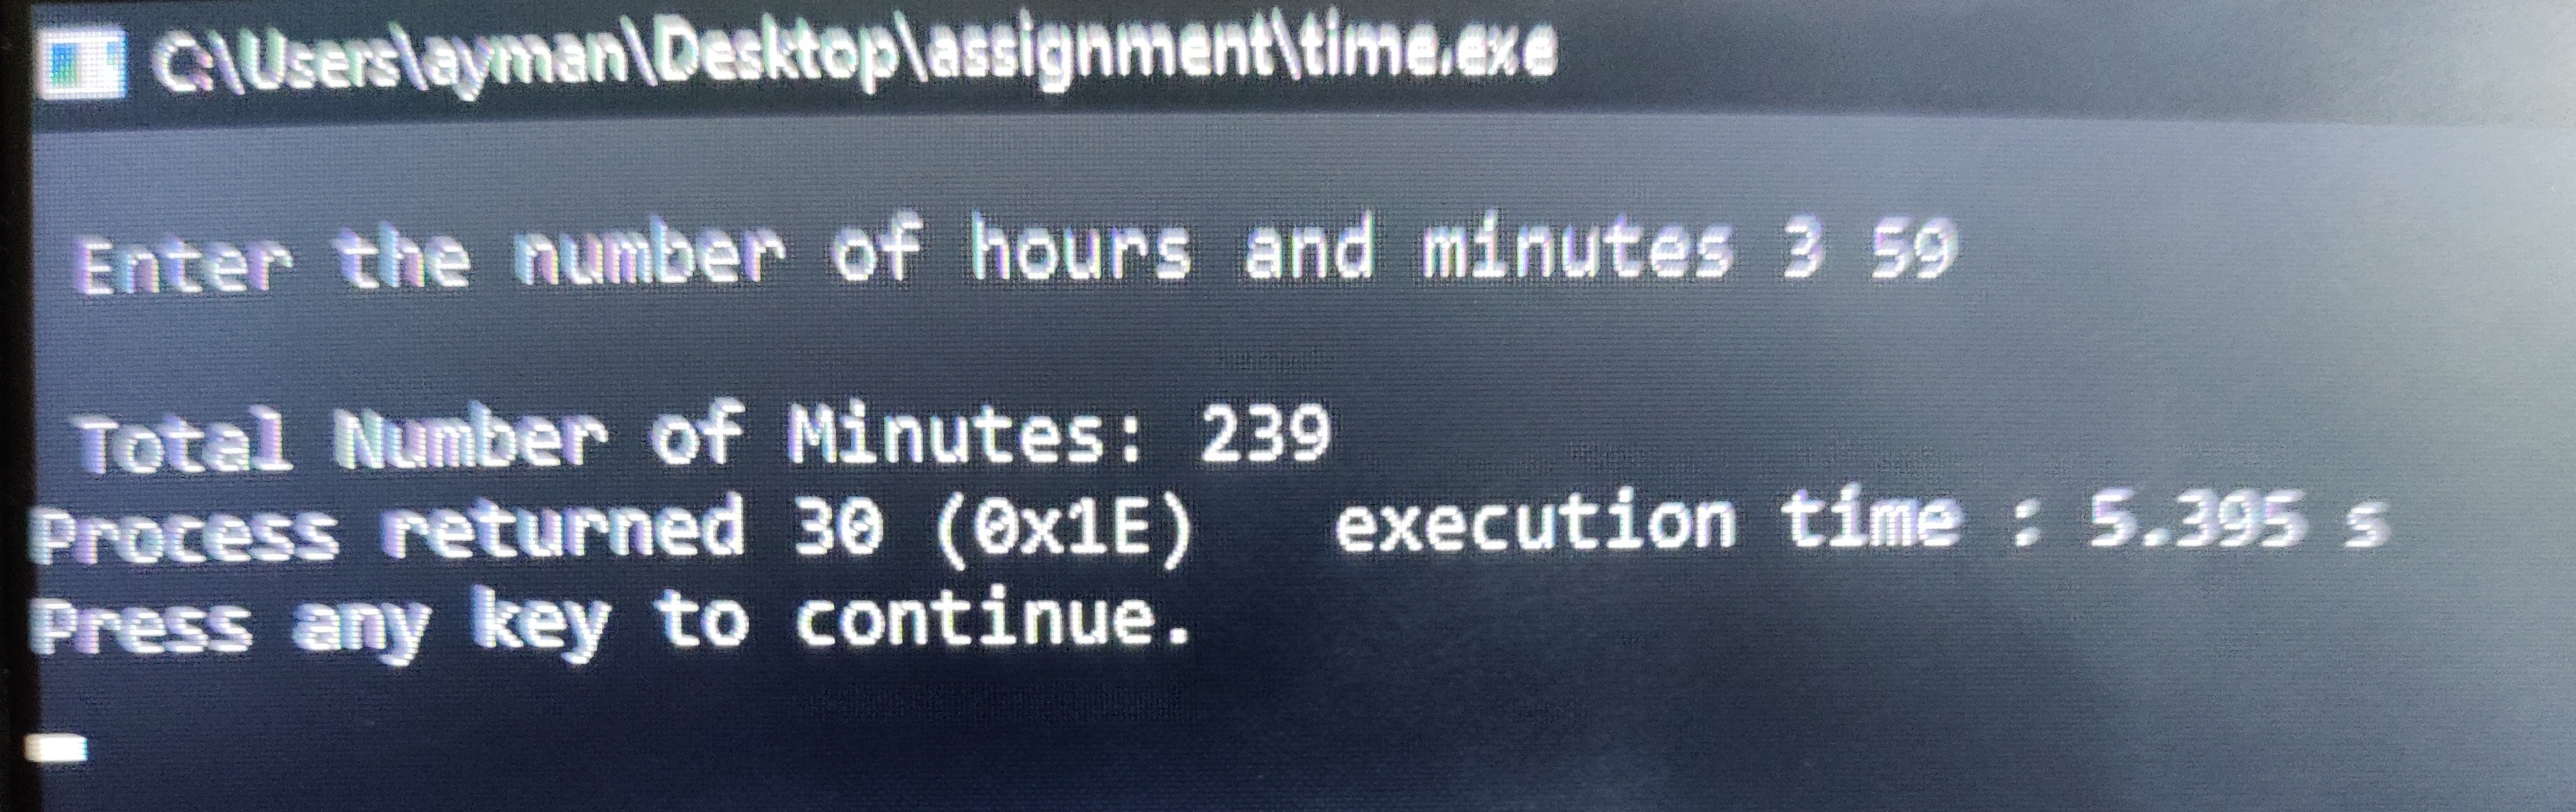 C:\Users\ayman\Desktop\assignment\time.exe
Enter the number of hours and minutes 3 59
Total Number of Minutes: 239
Process returned 30 (0x1E)   execution time : 5.395 s
Press any key to continue.